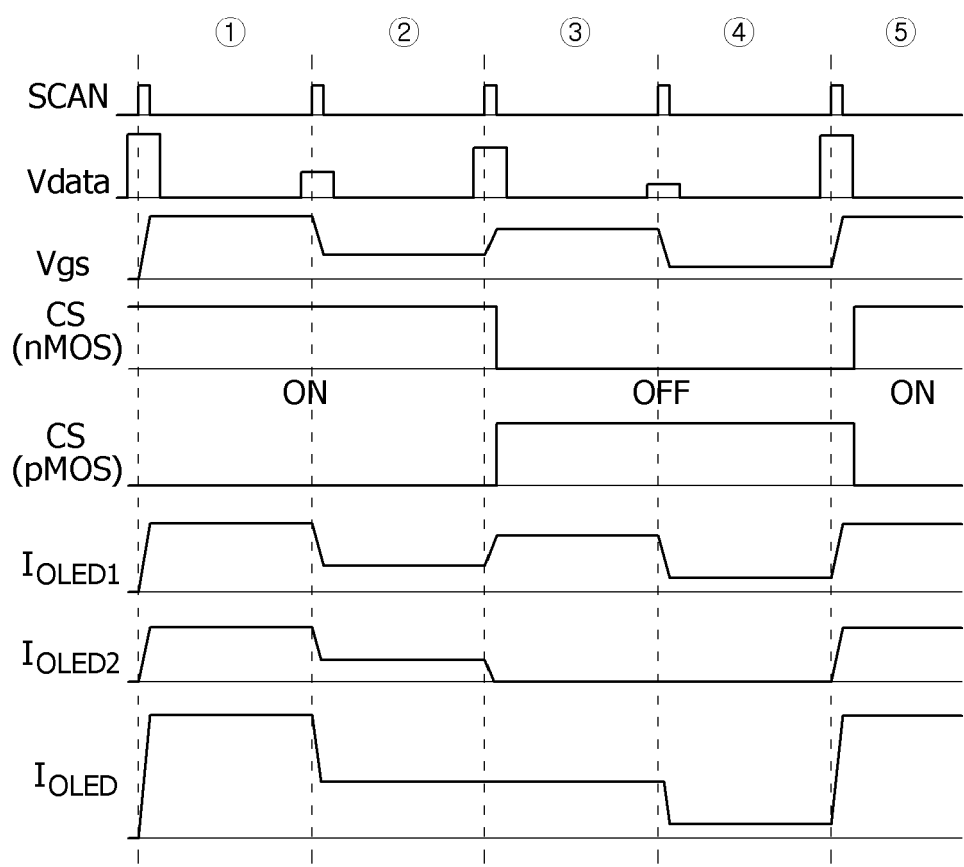 ① ② ③ ④ ⑤
SCAN
Vdata
Vgs
CS
(nMOS)
ON OFF ON
CS
(pMOS)
IOLED1
IOLED2
IOLED